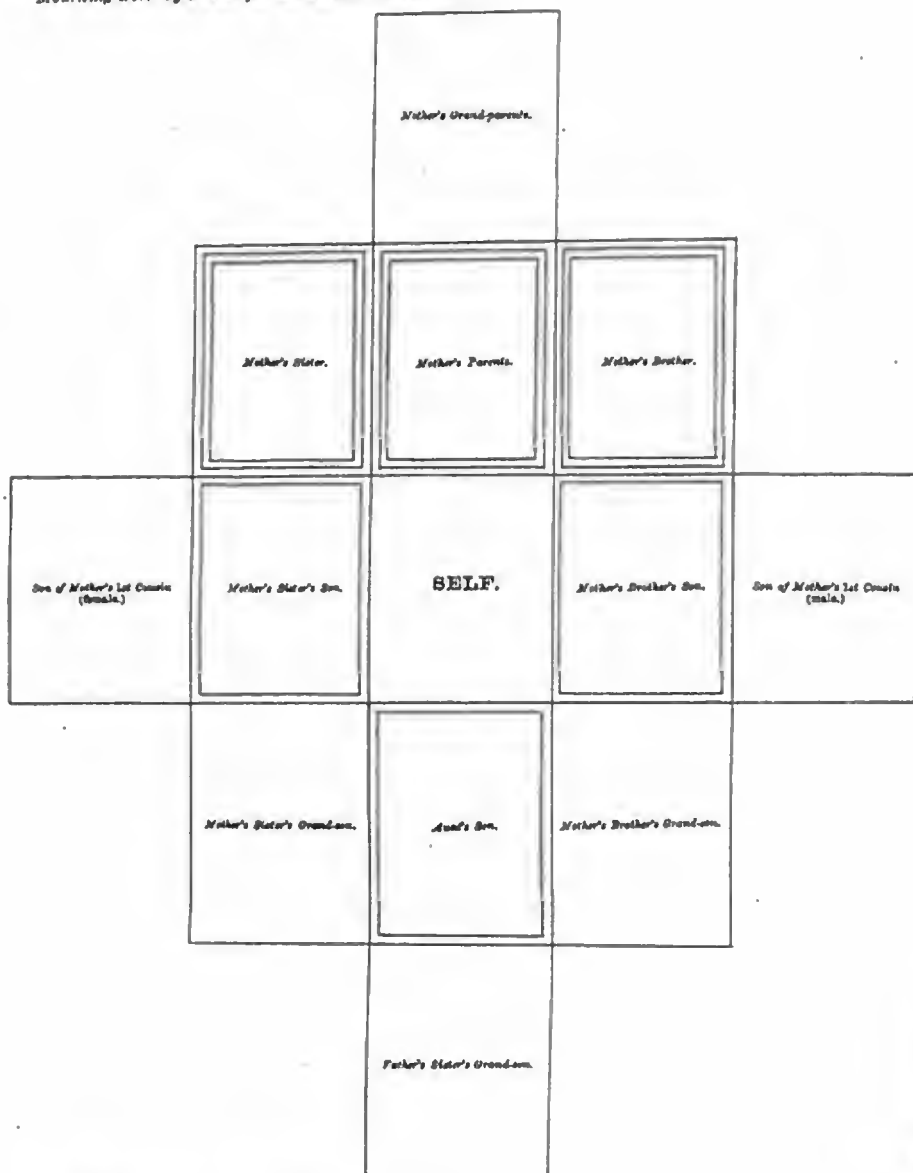 Mother's Grand-parents.
Mother's Sister. Mother's Parents. Mother's Brother.
Son of Mother's 1st Cousin
(female.)
Mother's Sister's Son.
SELF.
Mother's Brother's Son.
Son of Mother's 1st Cousin
(male.)
Mother's Sister's Grand-son. Aunt's Son. Mother's Brother's Grand-son.
Father's Sister's Grand-son.